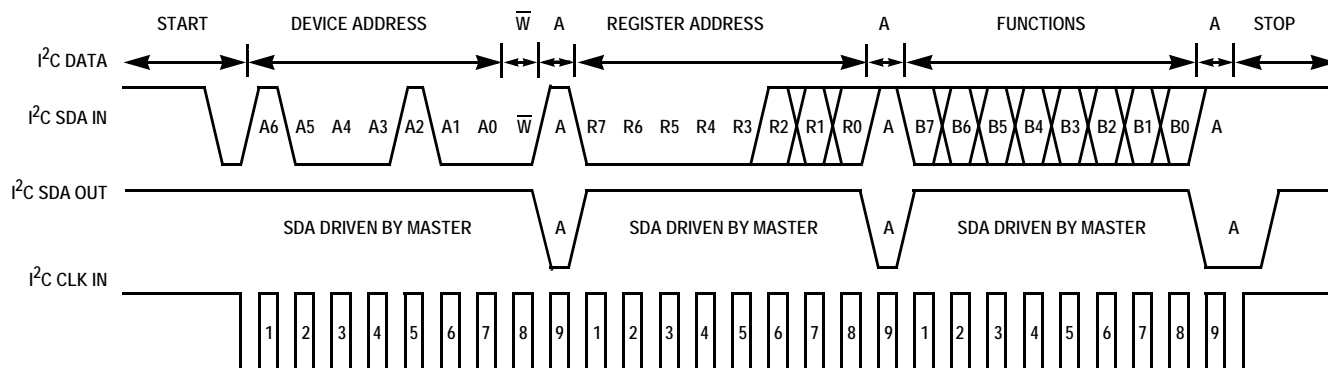 START DEVICE ADDRESS W̅ A REGISTER ADDRESS A FUNCTIONS A STOP
I²C DATA
I²C SDA IN A6 A5 A4 A3 A2 A1 A0 W̅ A R7 R6 R5 R4 R3 R2 R1 R0 A B7 B6 B5 B4 B3 B2 B1 B0 A
I²C SDA OUT
SDA DRIVEN BY MASTER A SDA DRIVEN BY MASTER A SDA DRIVEN BY MASTER A
I²C CLK IN
1 2 3 4 5 6 7 8 9 1 2 3 4 5 6 7 8 9 1 2 3 4 5 6 7 8 9